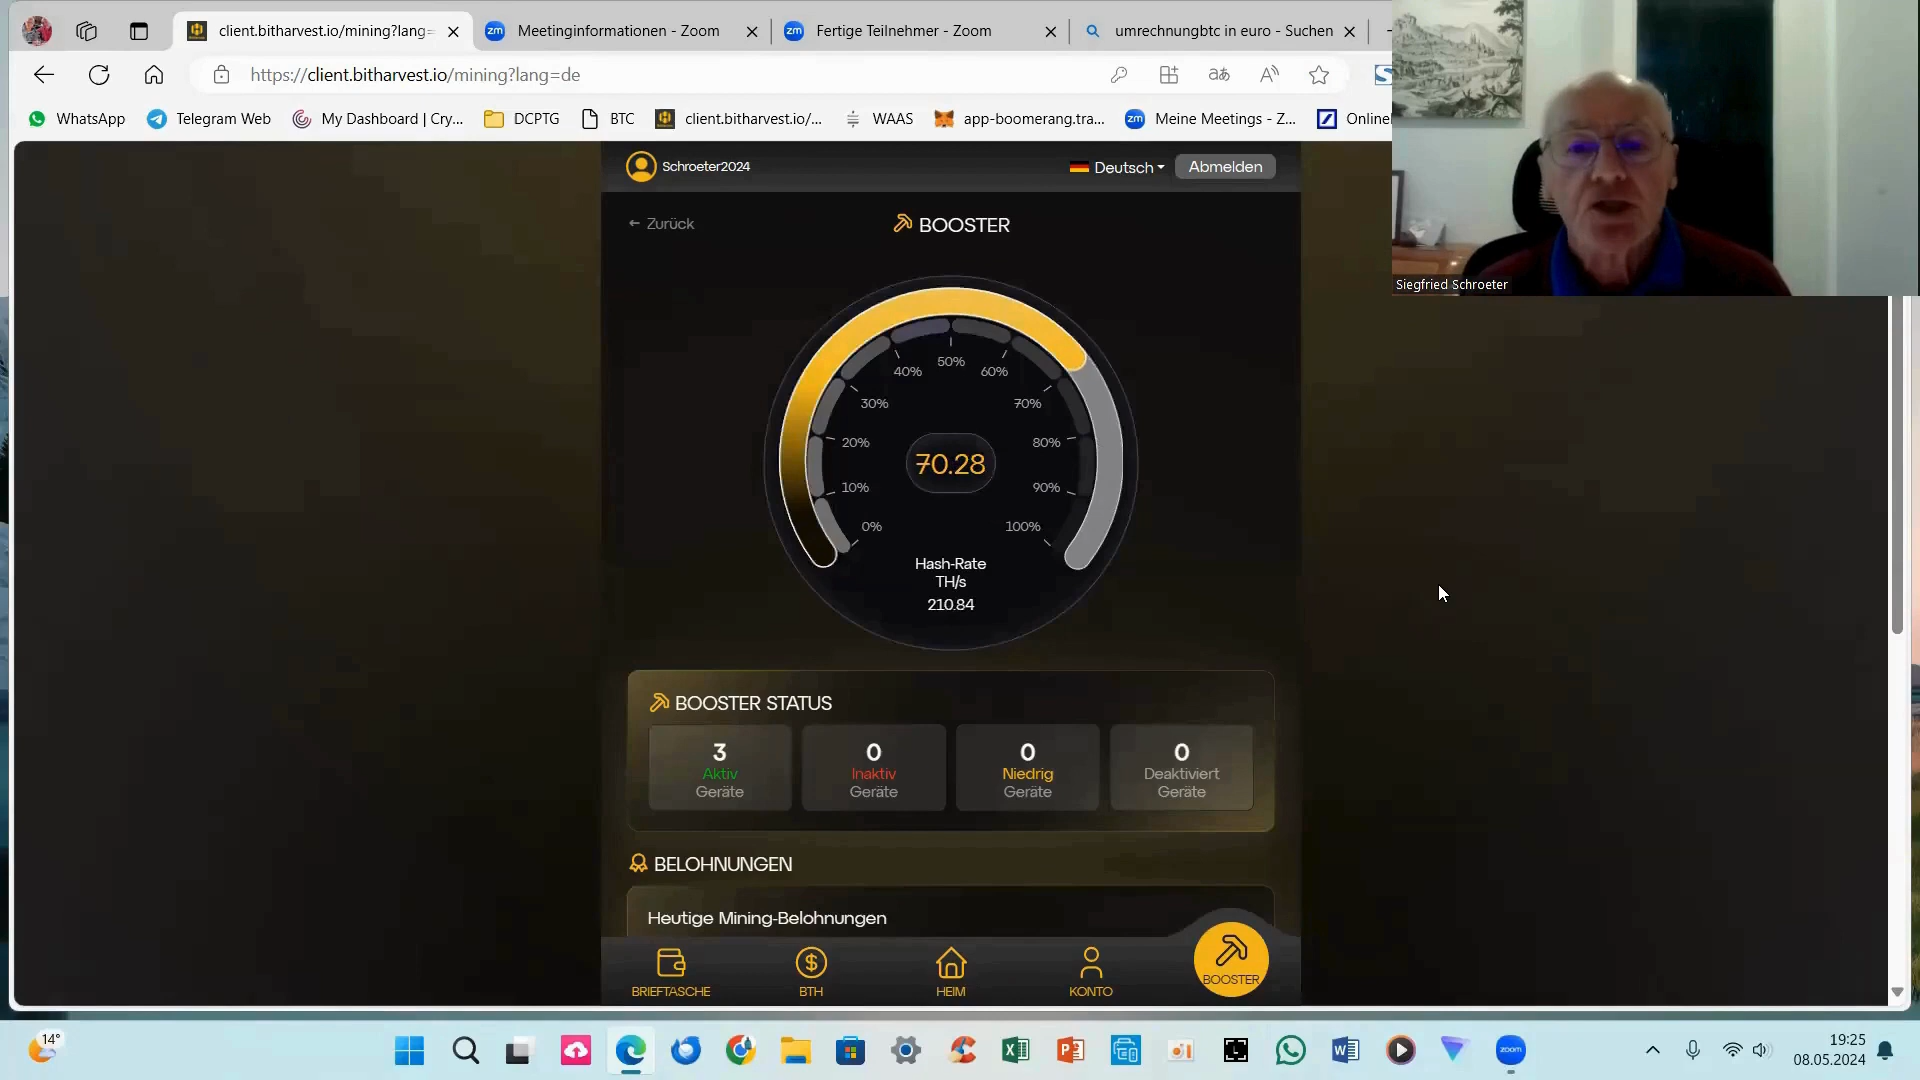 client.bitharvest.io/mining?lang=
Meetinginformationen - Zoom
Fertige Teilnehmer - Zoom
umrechnungbtc in euro - Suchen
https://client.bitharvest.io/mining?lang=de
WhatsApp
Telegram Web
My Dashboard | Cry...
DCPTG
BTC
client.bitharvest.io/...
WAAS
app-boomerang.tra...
Meine Meetings - Z...
Online
Siegfried Schroeter
Schroeter2024
Deutsch
Abmelden
← Zurück
BOOSTER
50%
40%
60%
30%
70%
20%
80%
70.28
10%
90%
0%
100%
Hash-Rate
TH/s
210.84
BOOSTER STATUS
3
Aktiv
Geräte
0
Inaktiv
Geräte
0
Niedrig
Geräte
0
Deaktiviert
Geräte
BELOHNUNGEN
Heutige Mining-Belohnungen
BRIEFTASCHE
BTH
HEIM
KONTO
BOOSTER
14°
zoom
19:25
08.05.2024